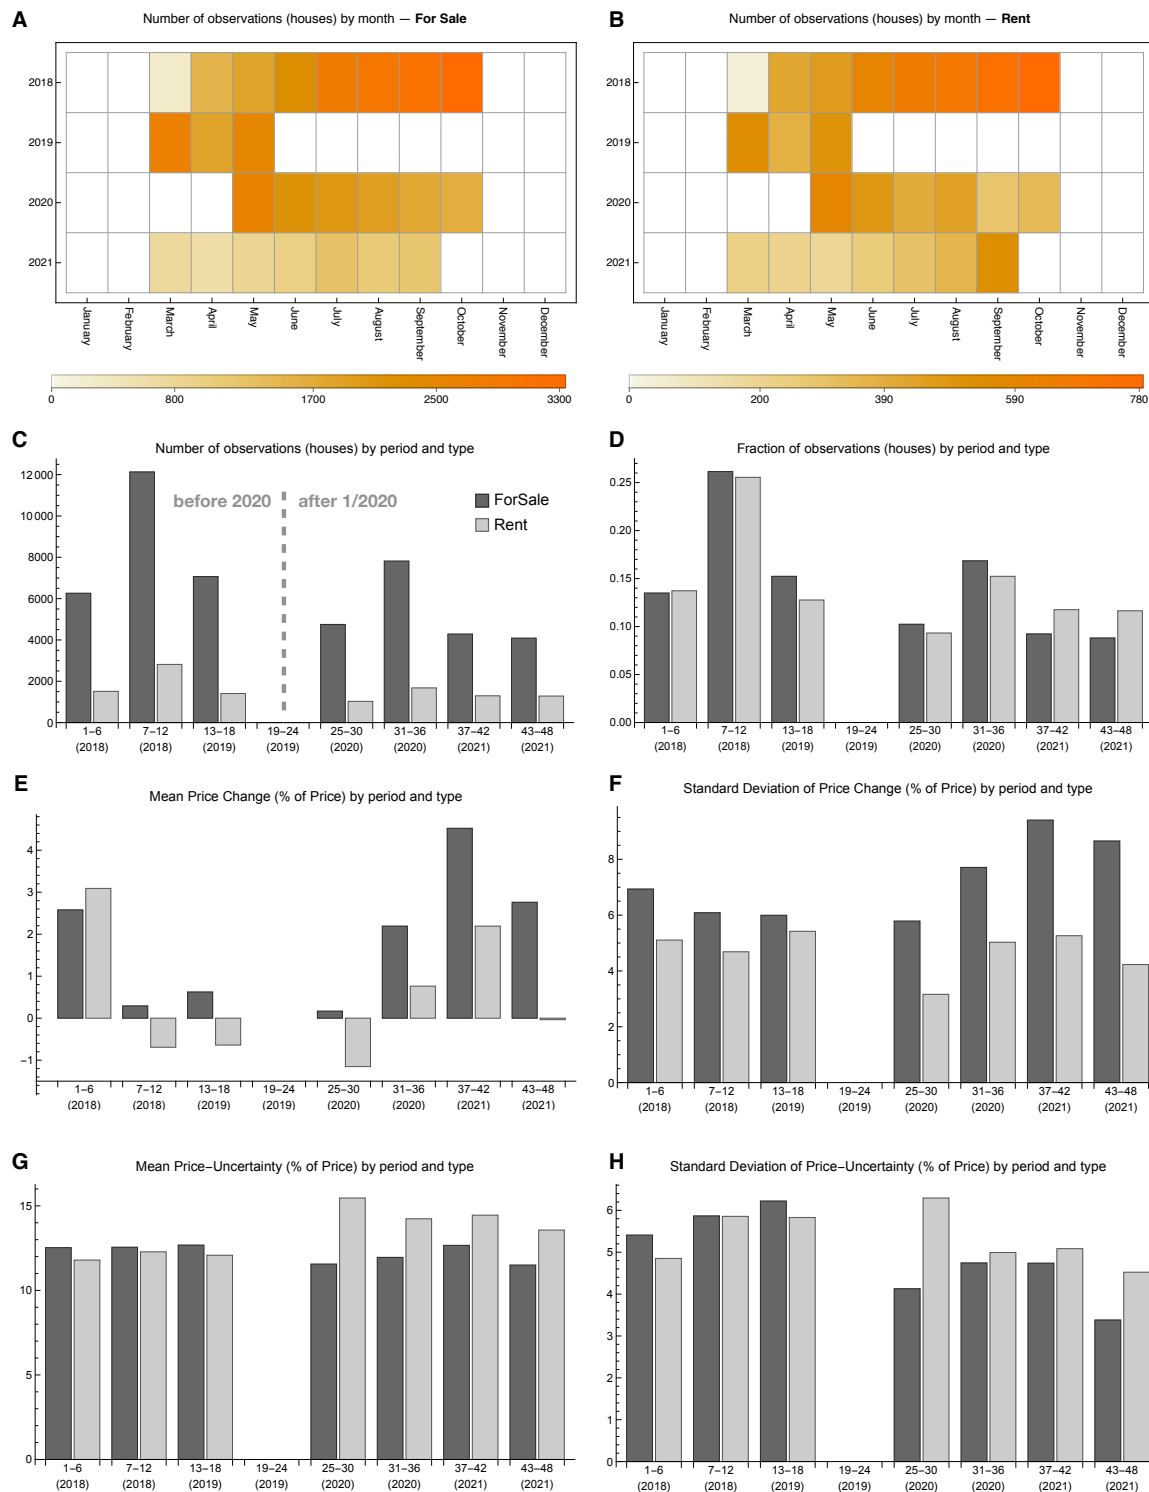 A
Number of observations (houses) by month — For Sale
2018
2019
2020
2021
January
February
March
April
May
June
July
August
September
October
November
December
0
800
1700
2500
3300
B
Number of observations (houses) by month — Rent
2018
2019
2020
2021
January
February
March
April
May
June
July
August
September
October
November
December
0
200
390
590
780
C
Number of observations (houses) by period and type
12000
10000
8000
6000
4000
2000
0
before 2020
after 1/2020
ForSale
Rent
1–6 7–12 13–18 19–24 25–30 31–36 37–42 43–48
(2018) (2018) (2019) (2019) (2020) (2020) (2021) (2021)
D
Fraction of observations (houses) by period and type
0.25
0.20
0.15
0.10
0.05
0.00
1–6 7–12 13–18 19–24 25–30 31–36 37–42 43–48
(2018) (2018) (2019) (2019) (2020) (2020) (2021) (2021)
E
Mean Price Change (% of Price) by period and type
4
3
2
1
0
−1
1–6 7–12 13–18 19–24 25–30 31–36 37–42 43–48
(2018) (2018) (2019) (2019) (2020) (2020) (2021) (2021)
F
Standard Deviation of Price Change (% of Price) by period and type
8
6
4
2
0
1–6 7–12 13–18 19–24 25–30 31–36 37–42 43–48
(2018) (2018) (2019) (2019) (2020) (2020) (2021) (2021)
G
Mean Price−Uncertainty (% of Price) by period and type
15
10
5
0
1–6 7–12 13–18 19–24 25–30 31–36 37–42 43–48
(2018) (2018) (2019) (2019) (2020) (2020) (2021) (2021)
H
Standard Deviation of Price−Uncertainty (% of Price) by period and type
6
5
4
3
2
1
0
1–6 7–12 13–18 19–24 25–30 31–36 37–42 43–48
(2018) (2018) (2019) (2019) (2020) (2020) (2021) (2021)